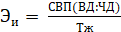 Эи = СВП(ВД:ЧД)
Тж